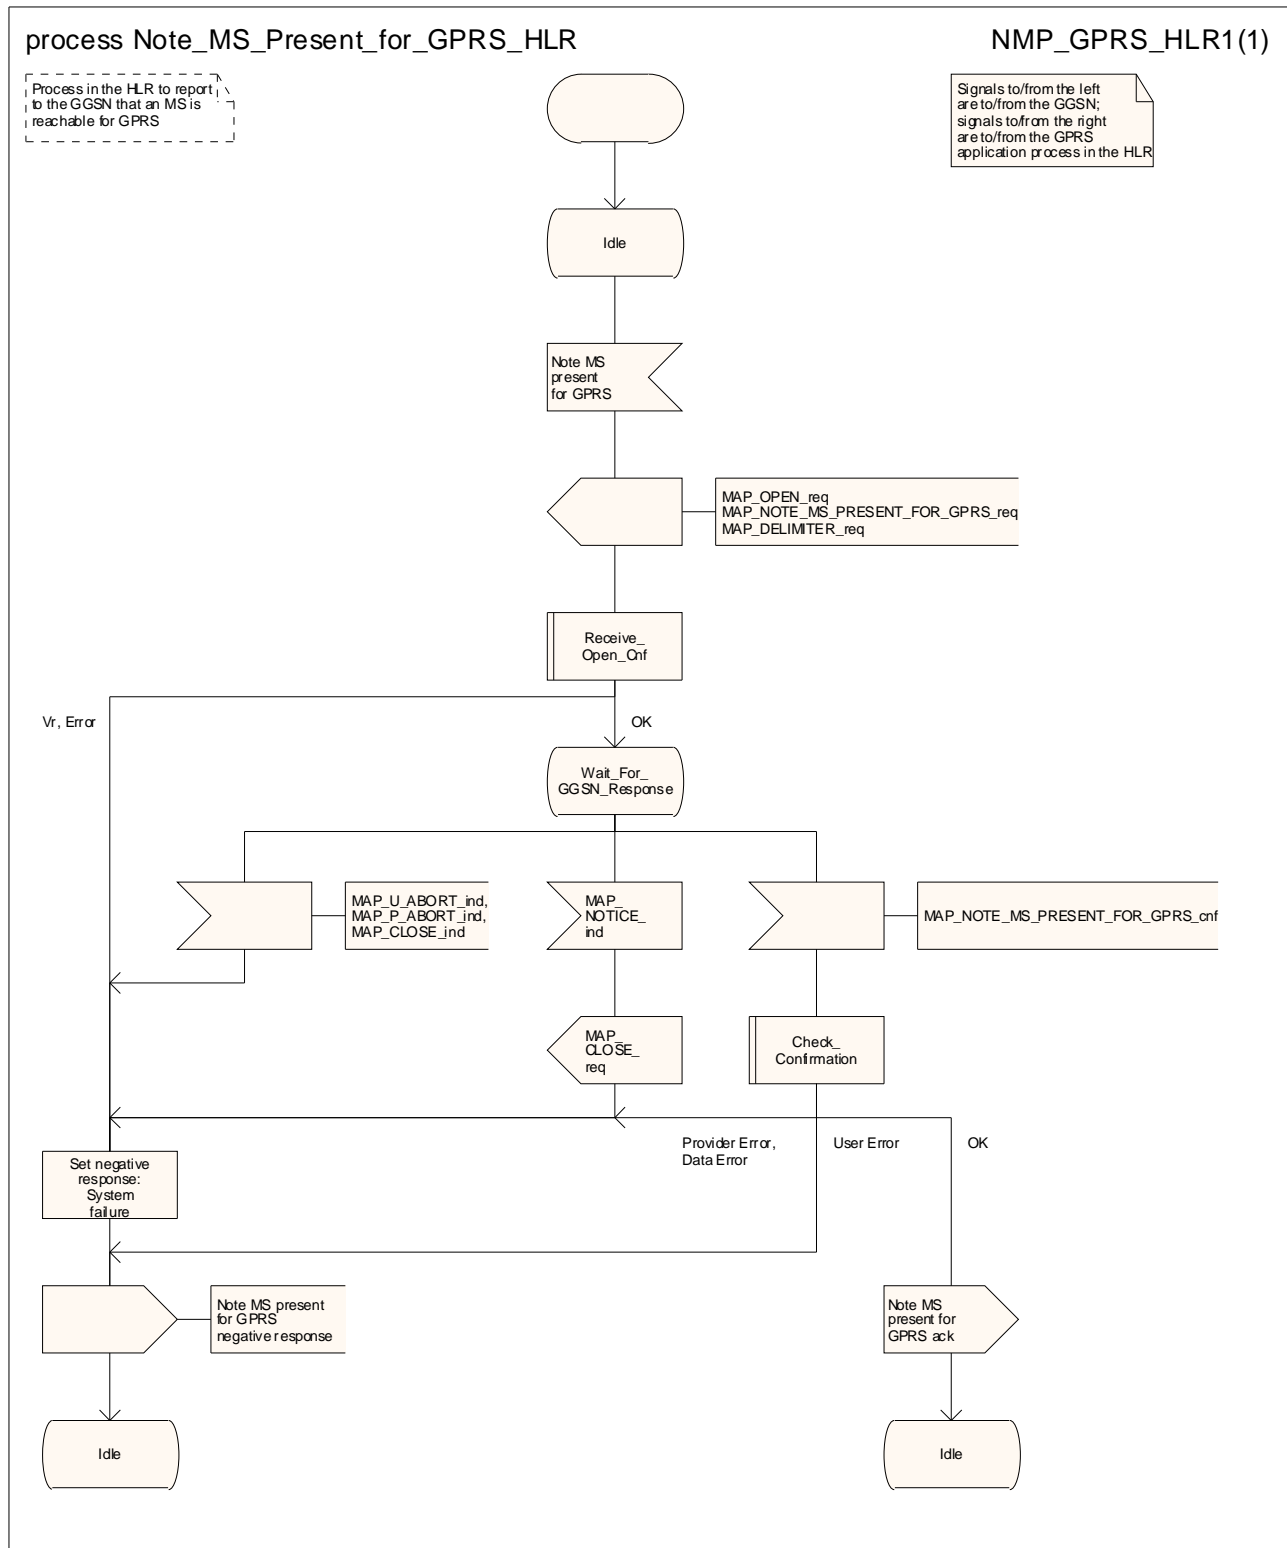 process Note_MS_Present_for_GPRS_HLR
NMP_GPRS_HLR1(1)
Process in the HLR to report
to the GGSN that an MS is
reachable for GPRS
Signals to/from the left
are to/from the GGSN;
signals to/from the right
are to/from the GPRS
application process in the HLR
Idle
Note MS
present
for GPRS
MAP_OPEN_req
MAP_NOTE_MS_PRESENT_FOR_GPRS_req
MAP_DELIMITER_req
Receive_
Open_Cnf
Vr, Error
OK
Wait_For_
GGSN_Response
MAP_U_ABORT_ind,
MAP_P_ABORT_ind,
MAP_CLOSE_ind
MAP_
NOTICE_
ind
MAP_NOTE_MS_PRESENT_FOR_GPRS_cnf
MAP_
CLOSE_
req
Check_
Confirmation
Provider Error,
Data Error
User Error
OK
Set negative
response:
System
failure
Note MS present
for GPRS
negative response
Note MS
present for
GPRS ack
Idle
Idle